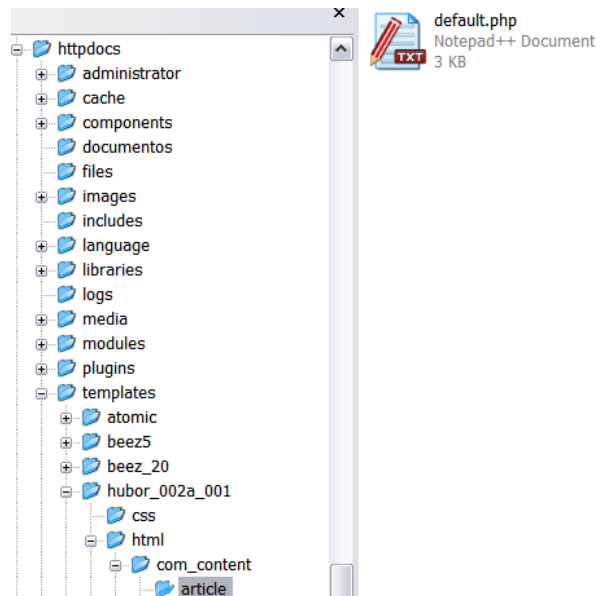 httpdocs
administrator
cache
components
documentos
files
images
includes
language
libraries
logs
media
modules
plugins
templates
atomic
beez5
beez_20
hubor_002a_001
css
html
com_content
article
default.php
Notepad++ Document
3 KB
TXT